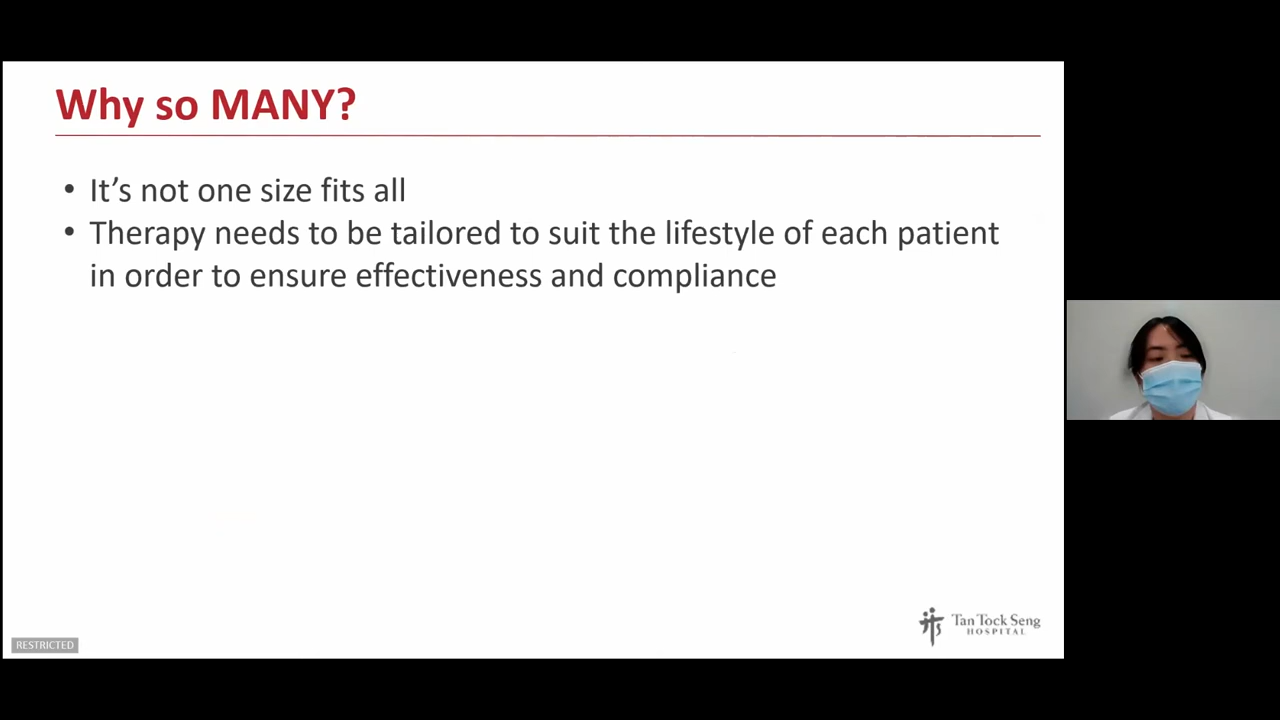 Why so MANY?
• It’s not one size fits all
• Therapy needs to be tailored to suit the lifestyle of each patient
in order to ensure effectiveness and compliance
Tan Tock Seng
HOSPITAL
RESTRICTED